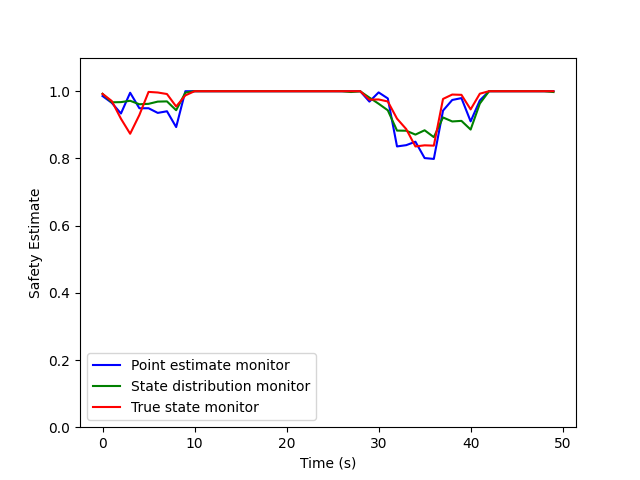 1.0
0.8
0.6
0.4
0.2
0.0
Safety Estimate
Point estimate monitor
State distribution monitor
True state monitor
0 10 20 30 40 50
Time (s)